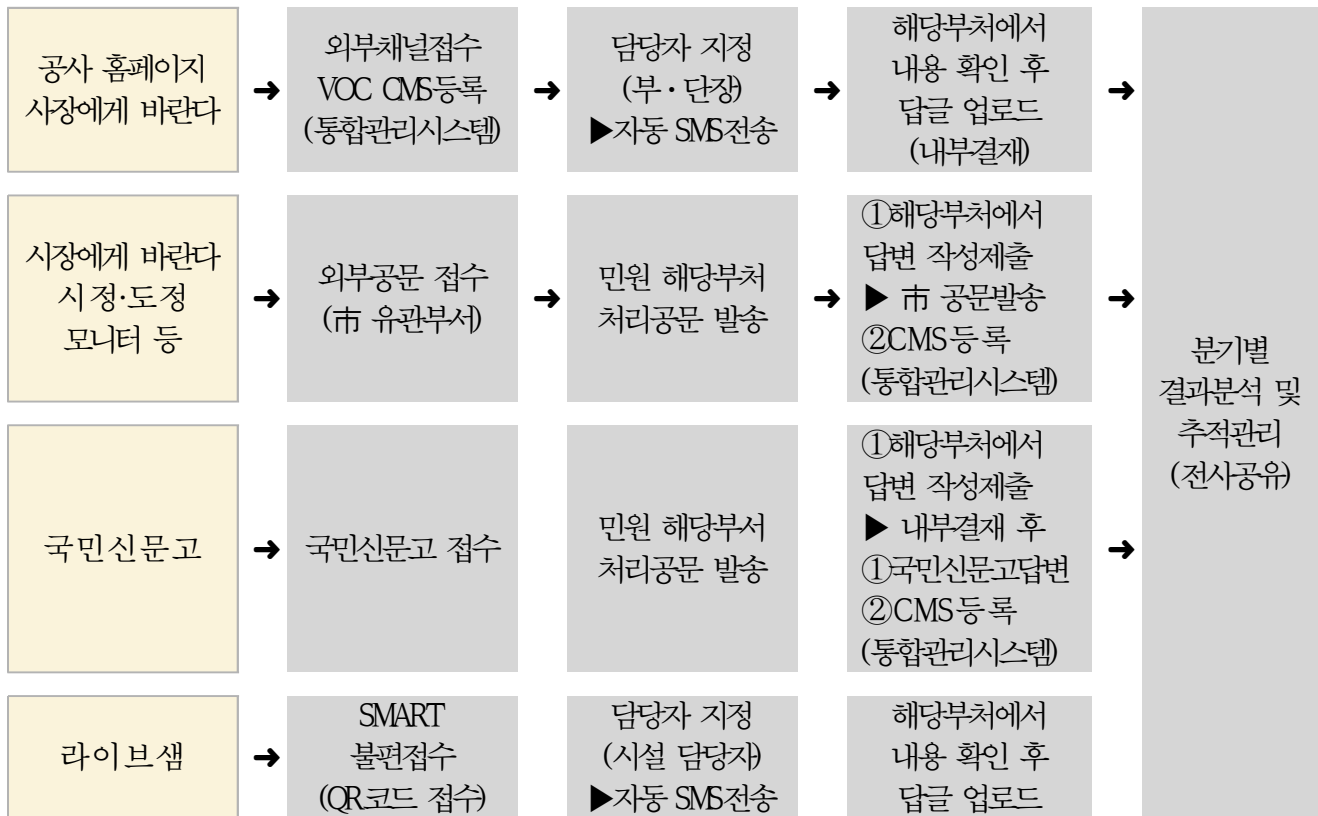 공사 홈페이지
사장에게 바란다
➜
외부채널접수
VOC CMS등록
(통합관리시스템)
➜
담당자 지정
(부・단장)
▶자동 SMS전송
➜
해당부처에서
내용 확인 후
답글 업로드
(내부결재)
➜
시장에게 바란다
시정·도정
모니터 등
➜
외부공문 접수
(市 유관부서)
➜
민원 해당부처
처리공문 발송
➜
①해당부처에서
답변 작성제출
▶ 市 공문발송
②CMS등록
(통합관리시스템)
➜
국민신문고
➜
국민신문고 접수
민원 해당부서
처리공문 발송
①해당부처에서
답변 작성제출
▶ 내부결재 후
①국민신문고답변
②CMS등록
(통합관리시스템)
➜
라이브샘
➜
SMART
불편접수
(QR코드 접수)
담당자 지정
(시설 담당자)
▶자동 SMS전송
해당부처에서
내용 확인 후
답글 업로드
분기별
결과분석 및
추적관리
(전사공유)